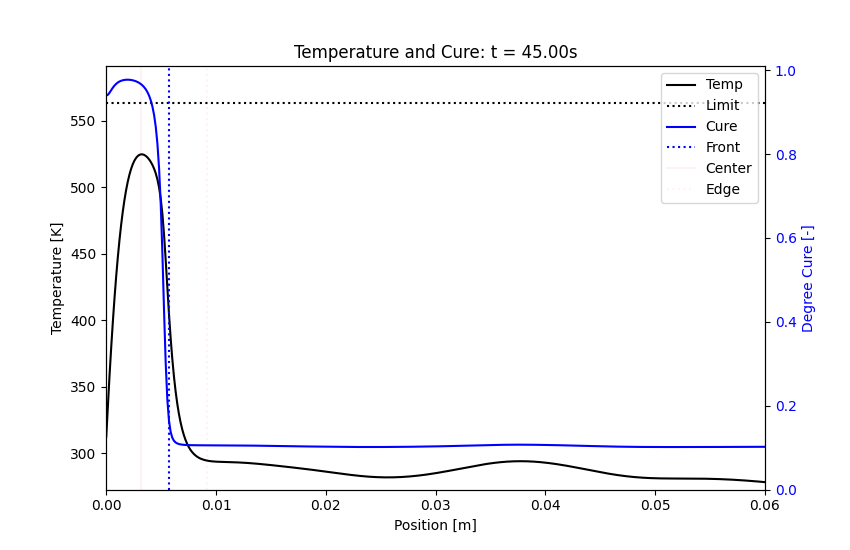 Temperature and Cure: t = 45.00s
Temp
Limit
Cure
Front
Center
Edge
Temperature [K]
550
500
450
400
350
300
Degree Cure [-]
1.0
0.8
0.6
0.4
0.2
0.0
0.00 0.01 0.02 0.03 0.04 0.05 0.06
Position [m]